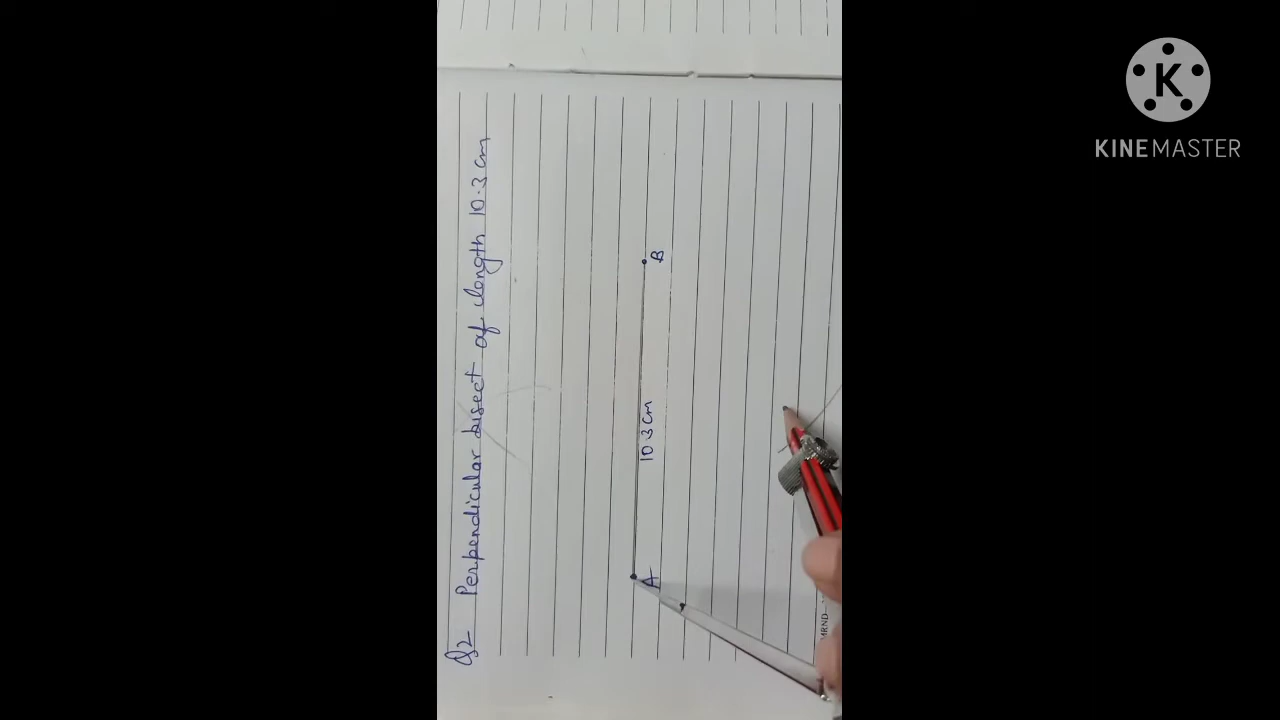 Q2 Perpendicular bisect of length 10.3 cm
A
10.3 cm
B
K
KINEMASTER